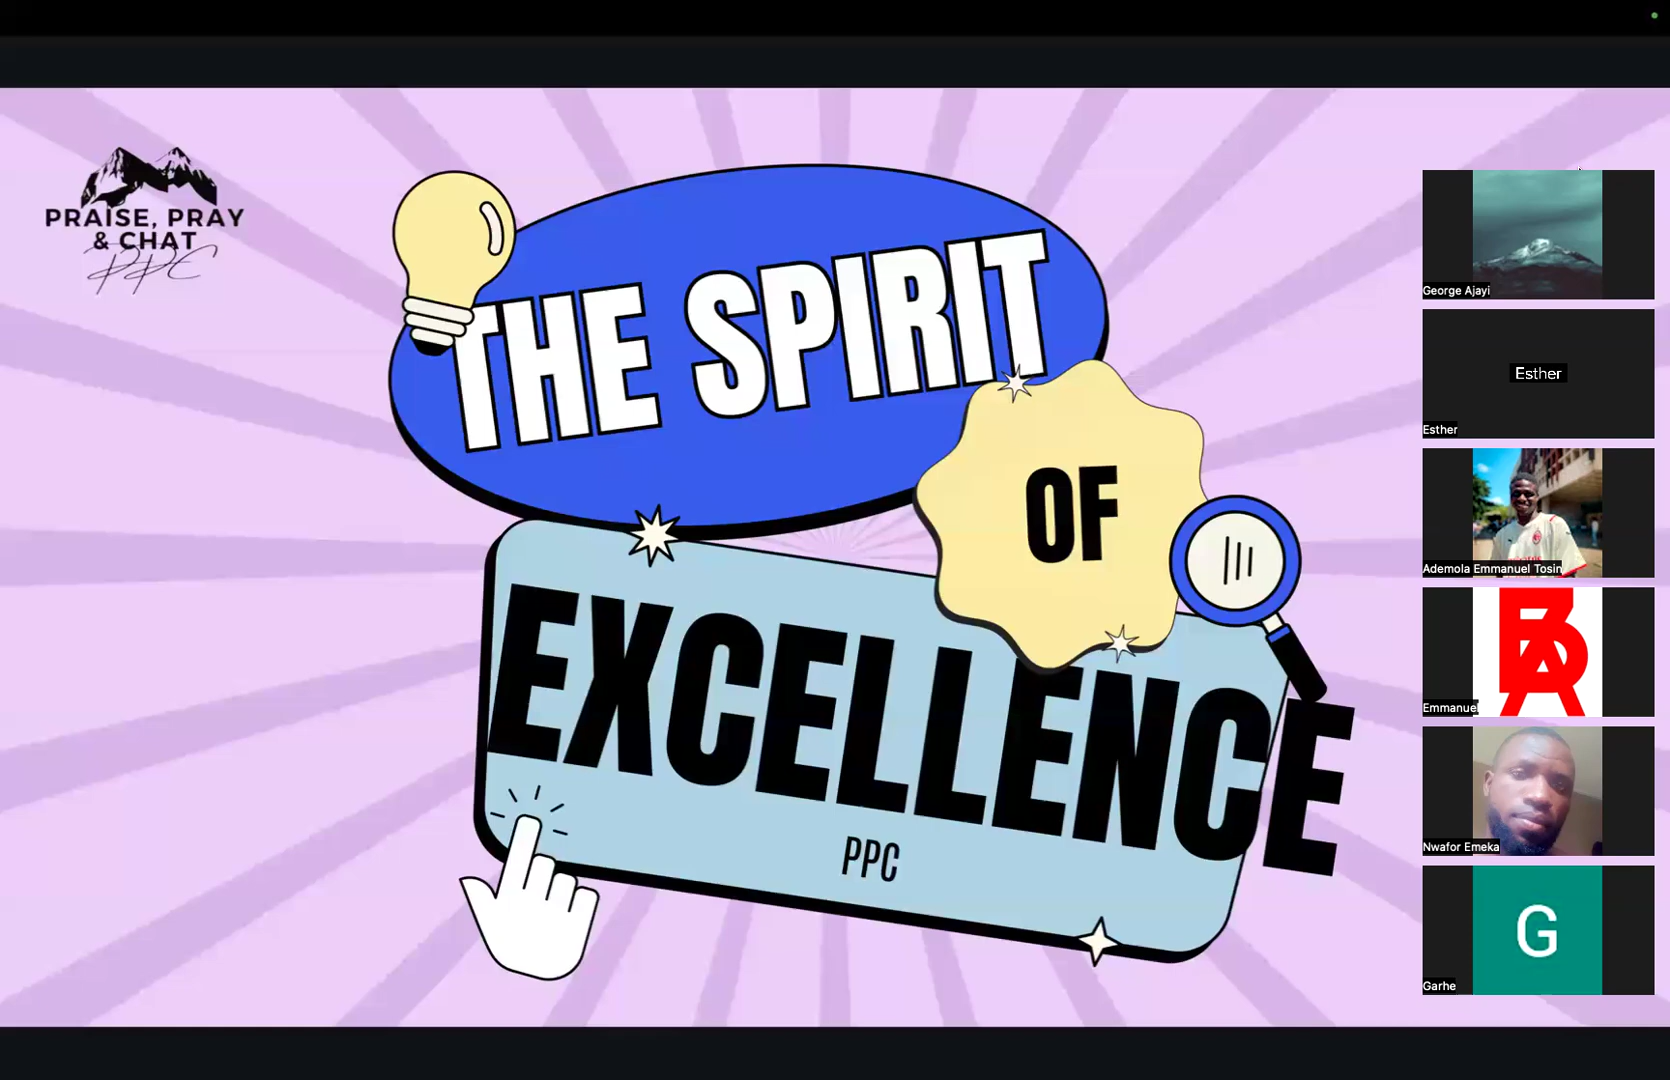 PRAISE, PRAY
& CHAT
PPC
THE SPIRIT
OF
EXCELLENCE
PPC
George Ajayi
Esther
Esther
Ademola Emmanuel Tosin
Emmanuel
Nwafor Emeka
G
Garhe